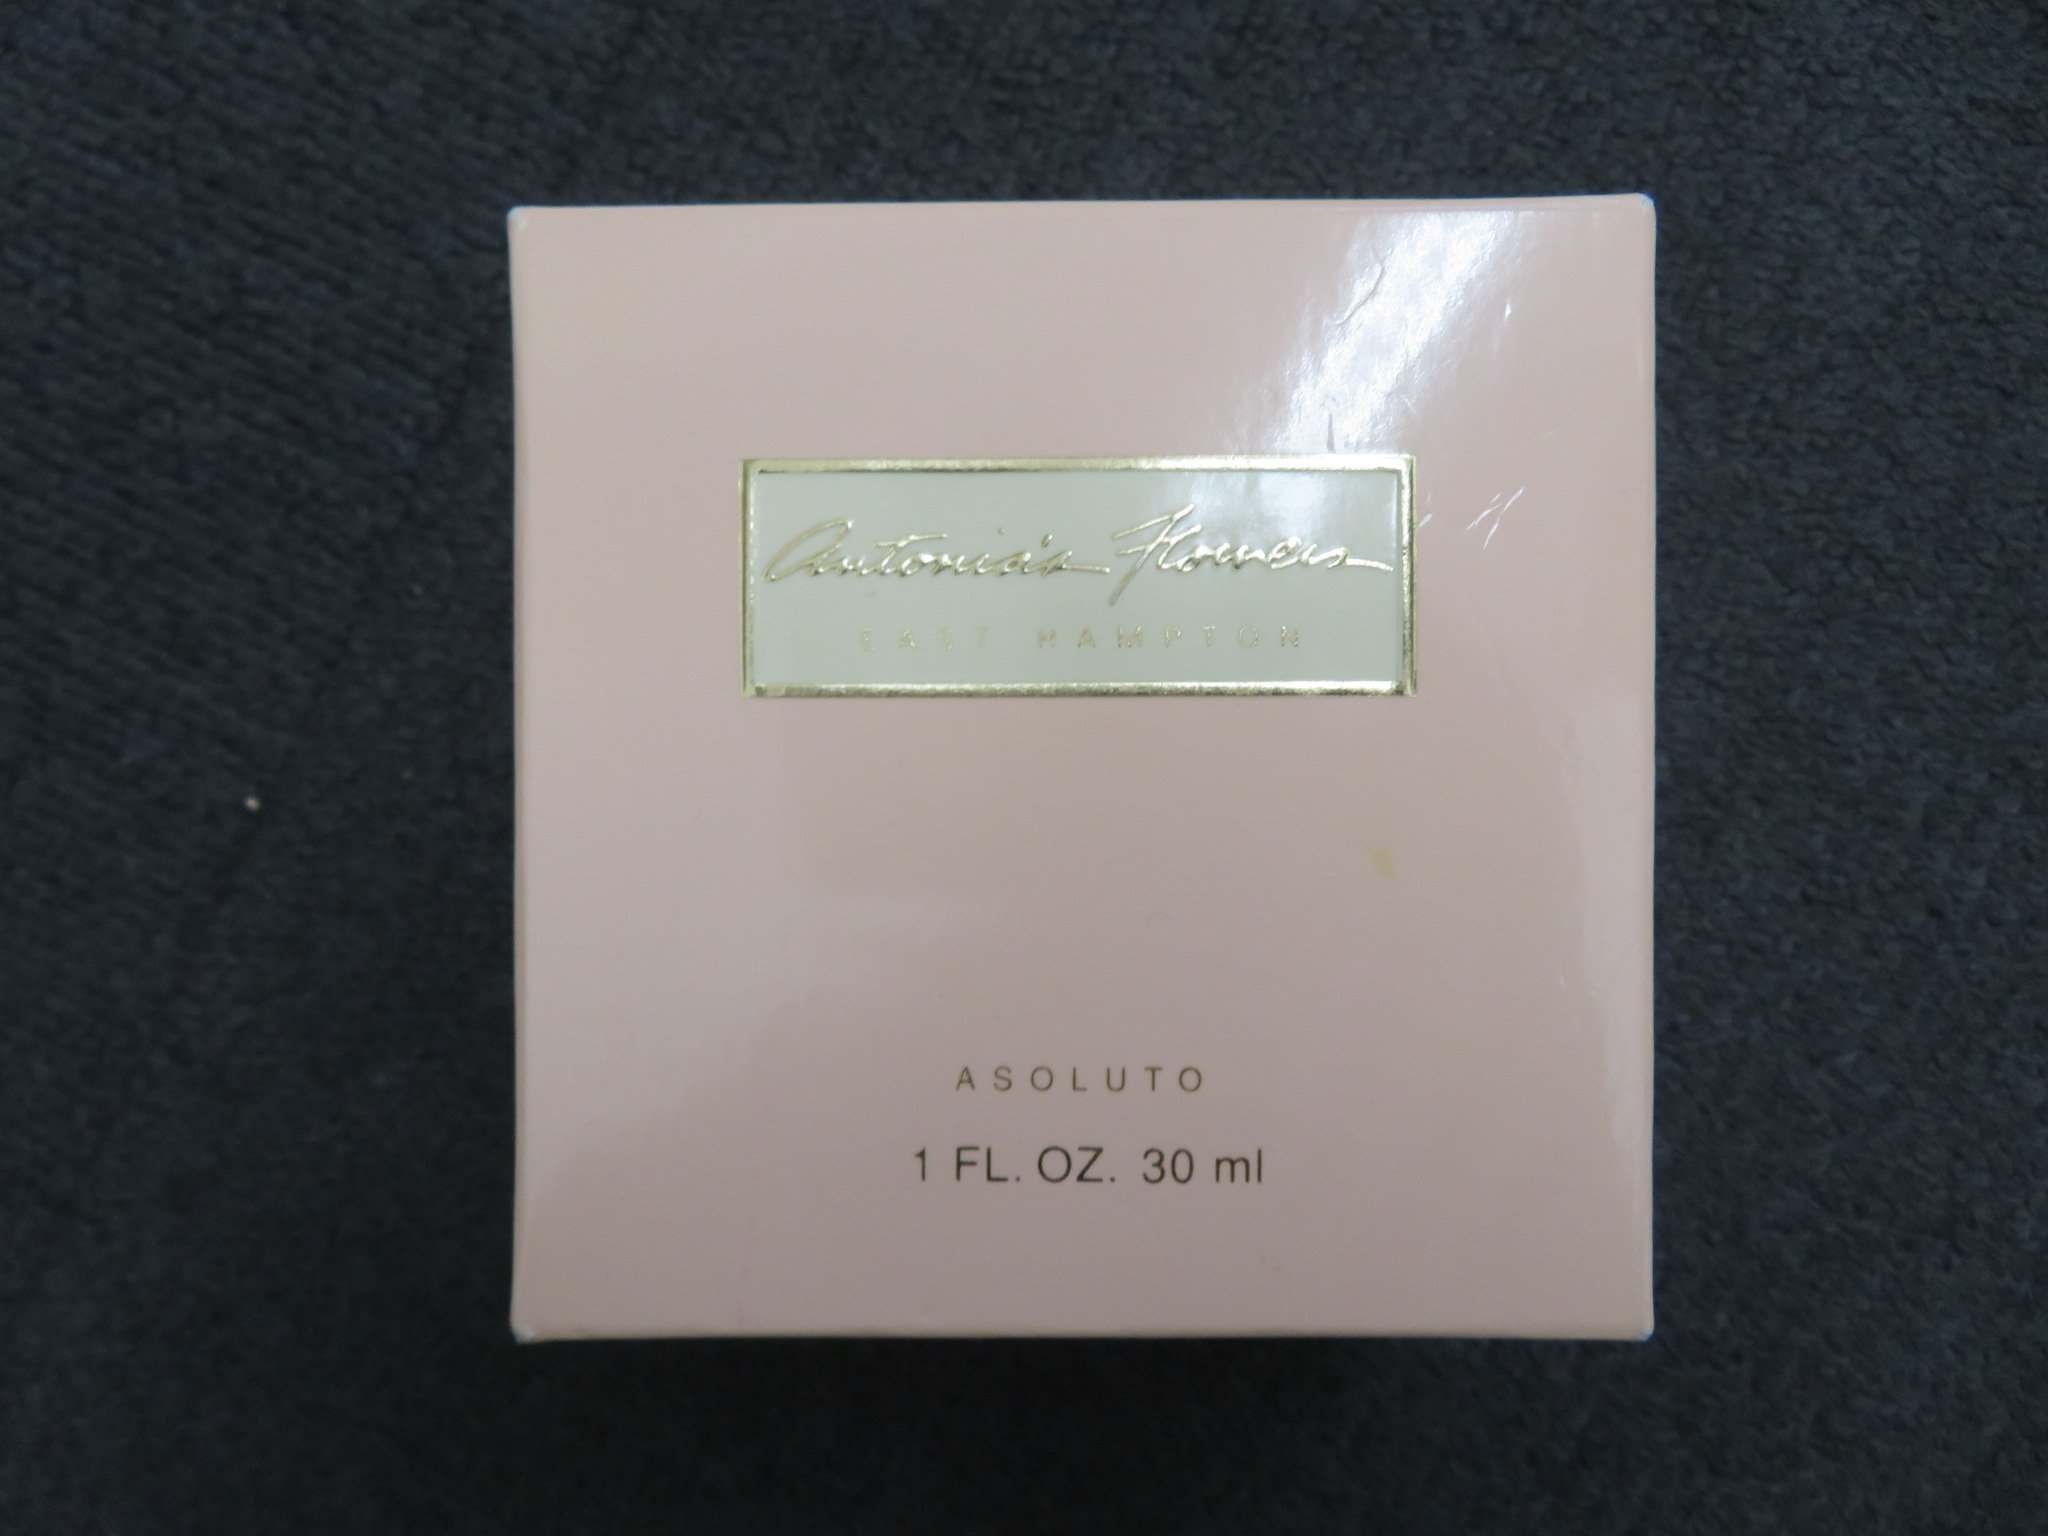 Antonia's Flowers
EAST HAMPTON
ASOLUTO
1 FL. OZ. 30 ml